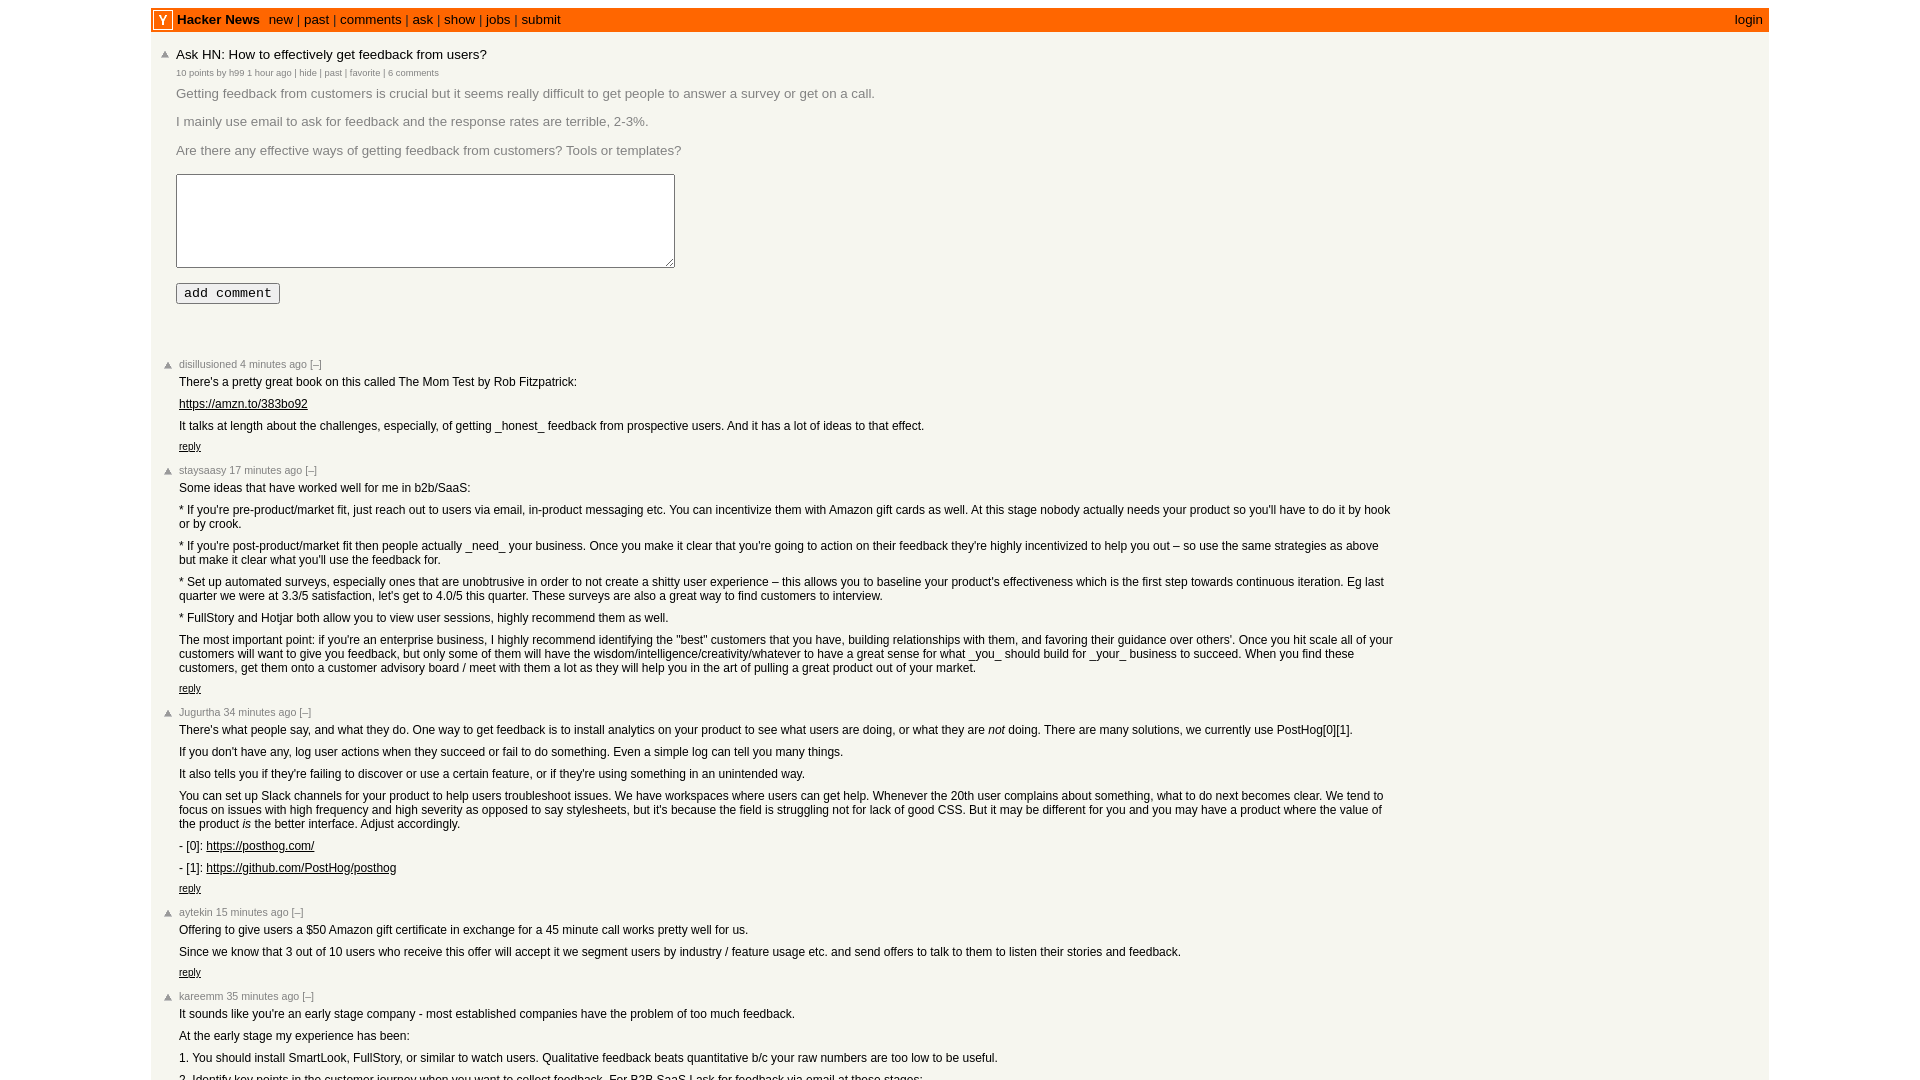 Y Hacker News new | past | comments | ask | show | jobs | submit login
Ask HN: How to effectively get feedback from users?
10 points by h99 1 hour ago | hide | past | favorite | 6 comments
Getting feedback from customers is crucial but it seems really difficult to get people to answer a survey or get on a call.
I mainly use email to ask for feedback and the response rates are terrible, 2-3%.
Are there any effective ways of getting feedback from customers? Tools or templates?
add comment
disillusioned 4 minutes ago [–]
There's a pretty great book on this called The Mom Test by Rob Fitzpatrick:
https://amzn.to/383bo92
It talks at length about the challenges, especially, of getting _honest_ feedback from prospective users. And it has a lot of ideas to that effect.
reply
staysaasy 17 minutes ago [–]
Some ideas that have worked well for me in b2b/SaaS:
* If you're pre-product/market fit, just reach out to users via email, in-product messaging etc. You can incentivize them with Amazon gift cards as well. At this stage nobody actually needs your product so you'll have to do it by hook
or by crook.
* If you're post-product/market fit then people actually _need_ your business. Once you make it clear that you're going to action on their feedback they're highly incentivized to help you out – so use the same strategies as above
but make it clear what you'll use the feedback for.
* Set up automated surveys, especially ones that are unobtrusive in order to not create a shitty user experience – this allows you to baseline your product's effectiveness which is the first step towards continuous iteration. Eg last
quarter we were at 3.3/5 satisfaction, let's get to 4.0/5 this quarter. These surveys are also a great way to find customers to interview.
* FullStory and Hotjar both allow you to view user sessions, highly recommend them as well.
The most important point: if you're an enterprise business, I highly recommend identifying the "best" customers that you have, building relationships with them, and favoring their guidance over others'. Once you hit scale all of your
customers will want to give you feedback, but only some of them will have the wisdom/intelligence/creativity/whatever to have a great sense for what _you_ should build for _your_ business to succeed. When you find these
customers, get them onto a customer advisory board / meet with them a lot as they will help you in the art of pulling a great product out of your market.
reply
Jugurtha 34 minutes ago [–]
There's what people say, and what they do. One way to get feedback is to install analytics on your product to see what users are doing, or what they are not doing. There are many solutions, we currently use PostHog[0][1].
If you don't have any, log user actions when they succeed or fail to do something. Even a simple log can tell you many things.
It also tells you if they're failing to discover or use a certain feature, or if they're using something in an unintended way.
You can set up Slack channels for your product to help users troubleshoot issues. We have workspaces where users can get help. Whenever the 20th user complains about something, what to do next becomes clear. We tend to
focus on issues with high frequency and high severity as opposed to say stylesheets, but it's because the field is struggling not for lack of good CSS. But it may be different for you and you may have a product where the value of
the product is the better interface. Adjust accordingly.
- [0]: https://posthog.com/
- [1]: https://github.com/PostHog/posthog
reply
aytekin 15 minutes ago [–]
Offering to give users a $50 Amazon gift certificate in exchange for a 45 minute call works pretty well for us.
Since we know that 3 out of 10 users who receive this offer will accept it we segment users by industry / feature usage etc. and send offers to talk to them to listen their stories and feedback.
reply
kareemm 35 minutes ago [–]
It sounds like you're an early stage company - most established companies have the problem of too much feedback.
At the early stage my experience has been:
1. You should install SmartLook, FullStory, or similar to watch users. Qualitative feedback beats quantitative b/c your raw numbers are too low to be useful.
2. Identify key points in the customer journey when you want to collect feedback. For B2B SaaS I ask for feedback via email at these stages: